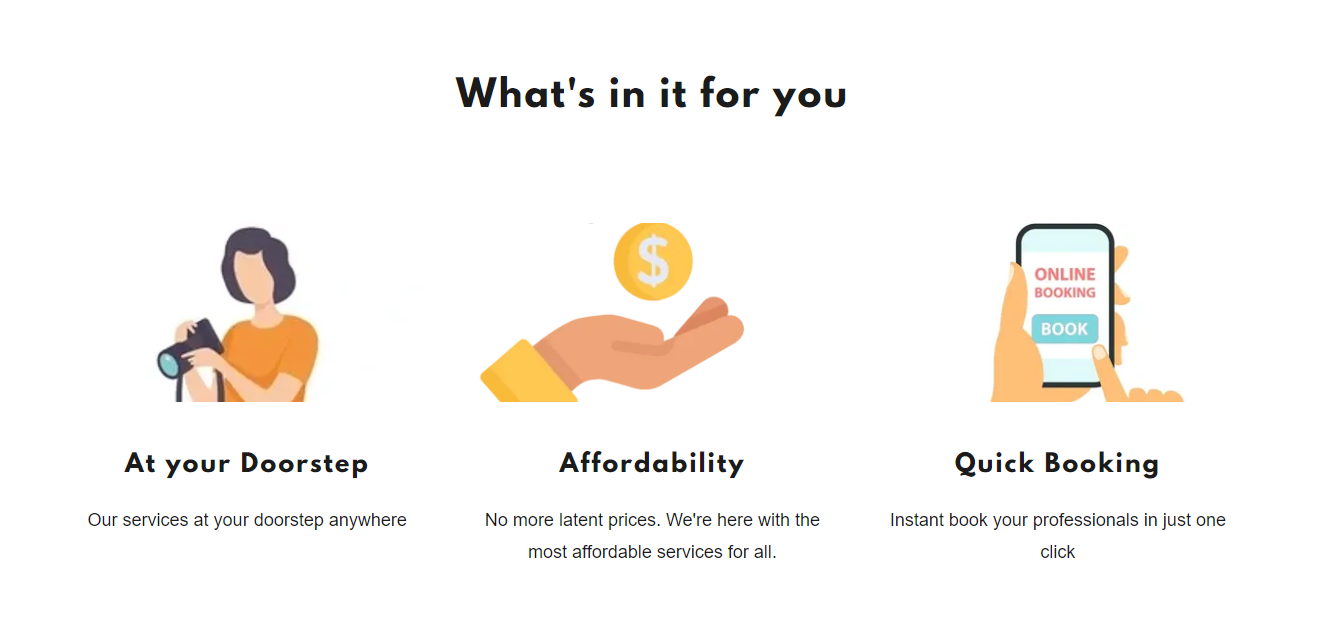 What's in it for you
$
ONLINE
BOOKING
BOOK
At your Doorstep
Affordability
Quick Booking
Our services at your doorstep anywhere
No more latent prices. We're here with the
most affordable services for all.
Instant book your professionals in just one
click